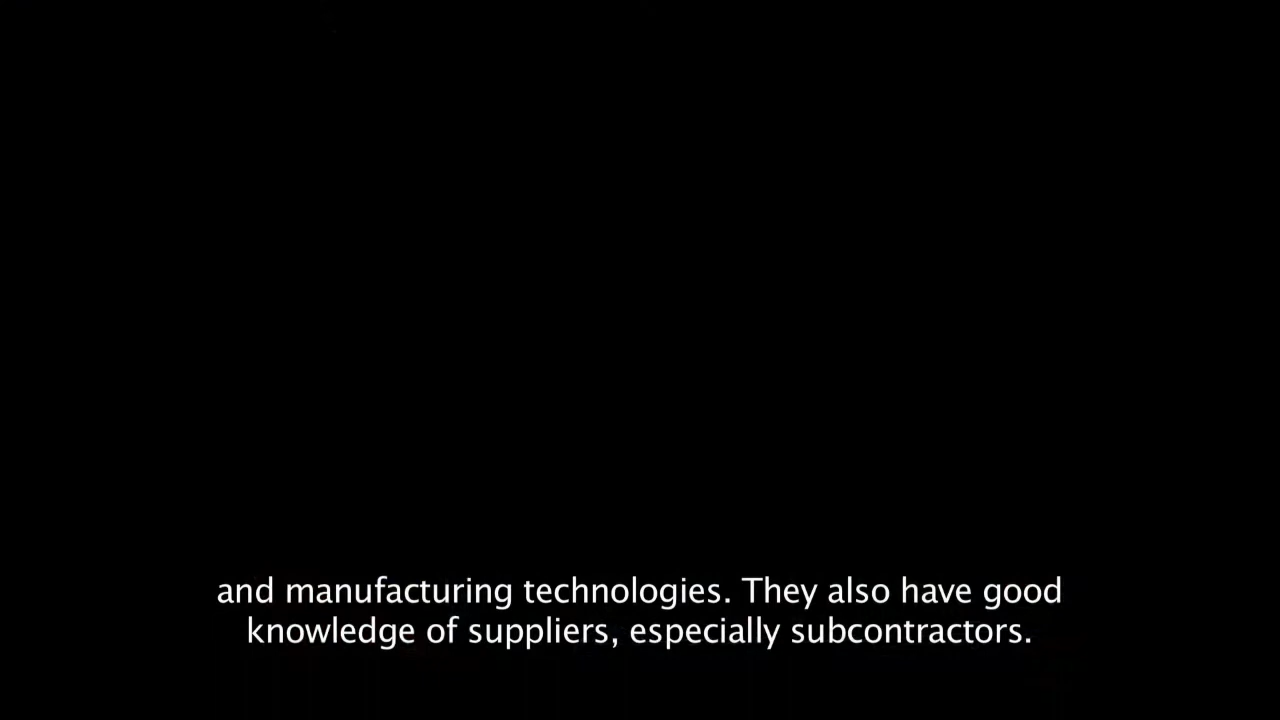 and manufacturing technologies. They also have good
knowledge of suppliers, especially subcontractors.